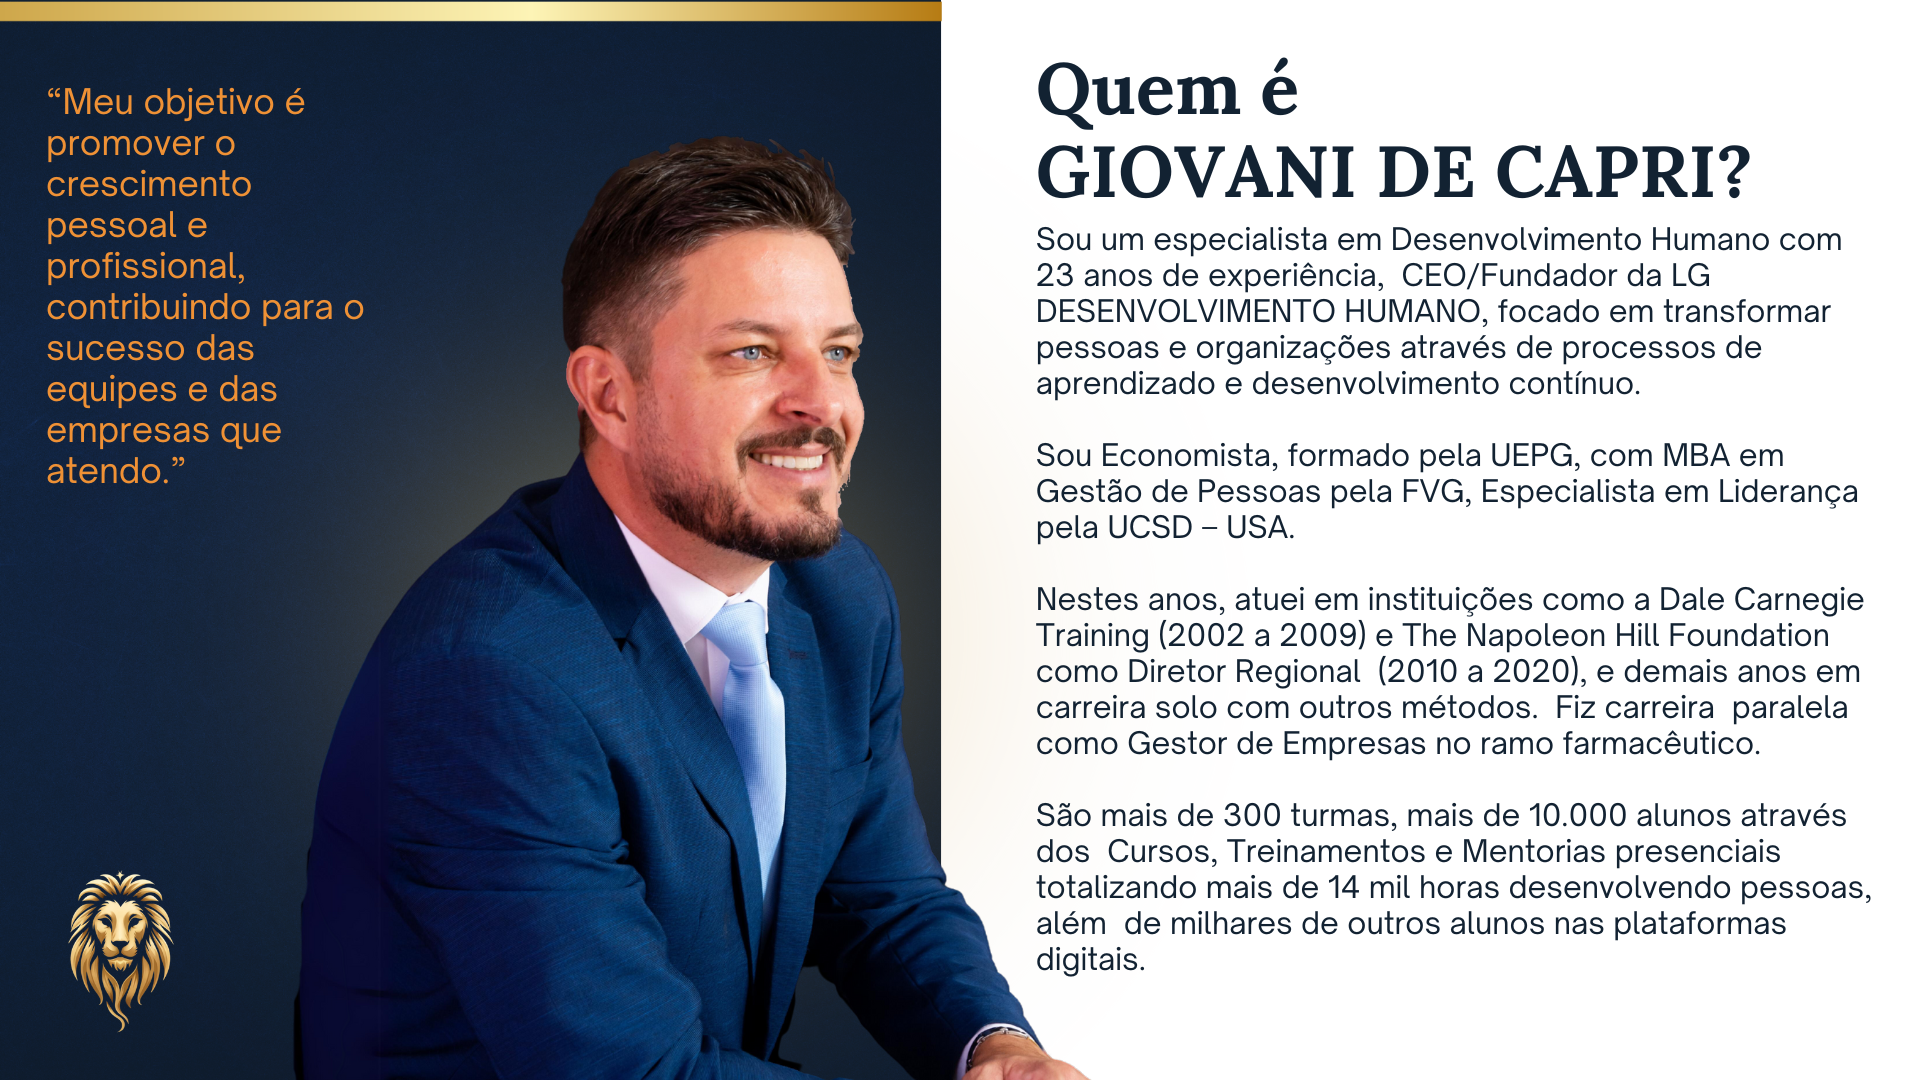 “Meu objetivo é
promover o
crescimento
pessoal e
profissional,
contribuindo para o
sucesso das
equipes e das
empresas que
atendo.”
Quem é
GIOVANI DE CAPRI?
Sou um especialista em Desenvolvimento Humano com
23 anos de experiência,  CEO/Fundador da LG
DESENVOLVIMENTO HUMANO, focado em transformar
pessoas e organizações através de processos de
aprendizado e desenvolvimento contínuo.
Sou Economista, formado pela UEPG, com MBA em
Gestão de Pessoas pela FVG, Especialista em Liderança
pela UCSD – USA.
Nestes anos, atuei em instituições como a Dale Carnegie
Training (2002 a 2009) e The Napoleon Hill Foundation
como Diretor Regional  (2010 a 2020), e demais anos em
carreira solo com outros métodos.  Fiz carreira  paralela
como Gestor de Empresas no ramo farmacêutico.
São mais de 300 turmas, mais de 10.000 alunos através
dos  Cursos, Treinamentos e Mentorias presenciais
totalizando mais de 14 mil horas desenvolvendo pessoas,
além  de milhares de outros alunos nas plataformas
digitais.